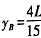 y_B = 4L/15